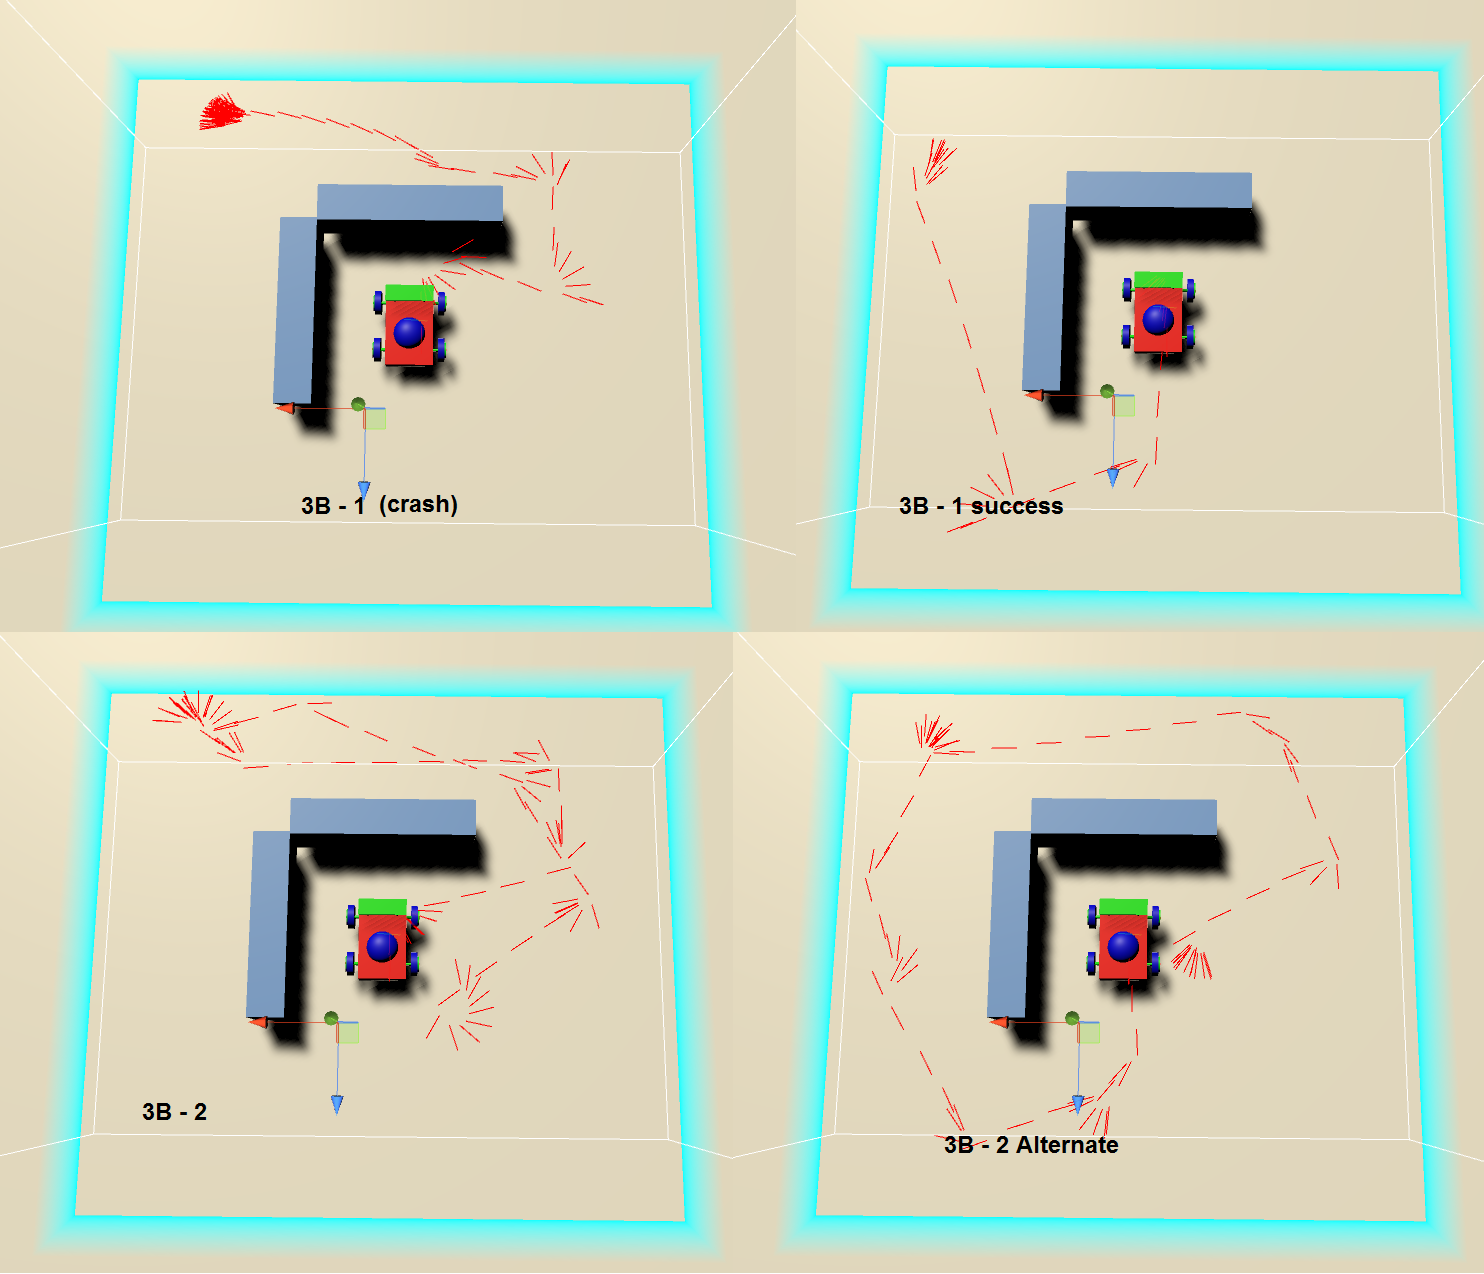 3B - 1 (crash)
3B - 1 success
3B - 2
3B - 2 Alternate